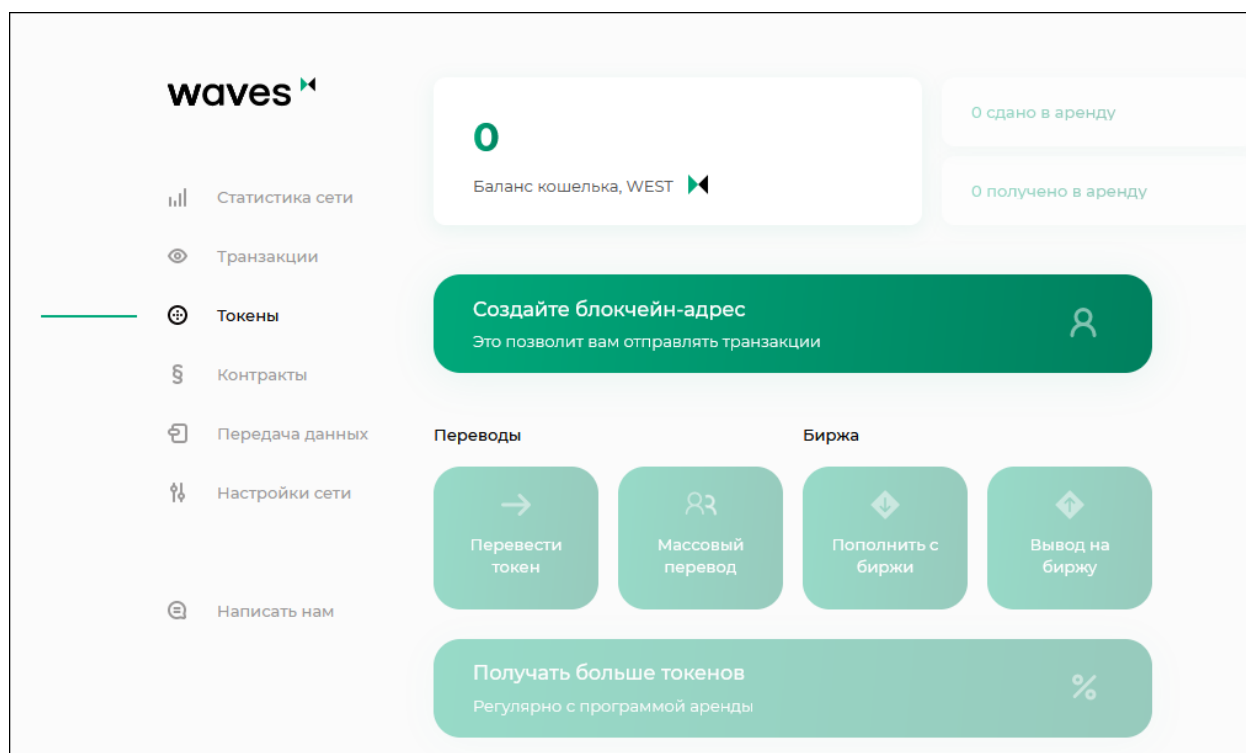 waves
Статистика сети
Транзакции
Токены
Контракты
Передача данных
Настройки сети
Написать нам
0
Баланс кошелька, WEST
0 сдано в аренду
0 получено в аренду
Создайте блокчейн-адрес
Это позволит вам отправлять транзакции
Переводы
Биржа
Перевести
токен
Массовый
перевод
Пополнить с
биржи
Вывод на
биржу
Получать больше токенов
Регулярно с программой аренды